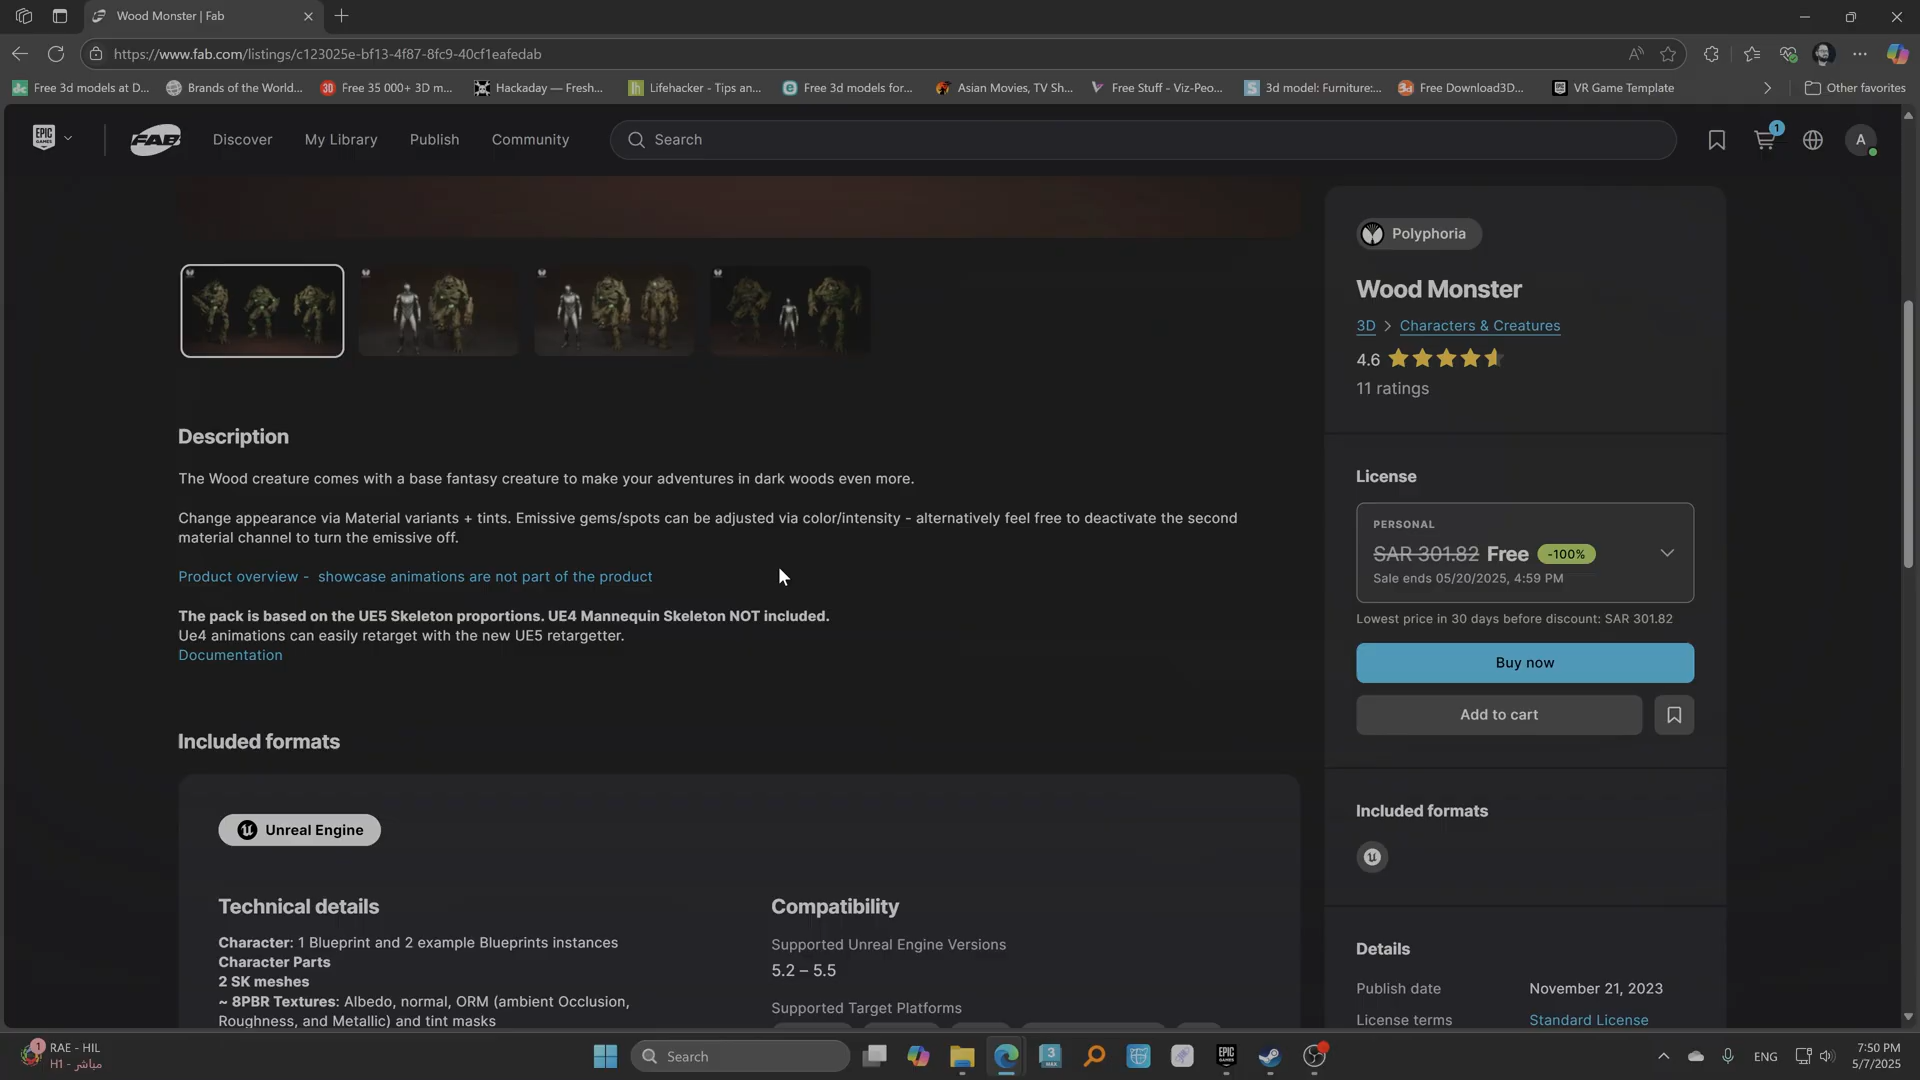 Wood Monster | Fab
https://www.fab.com/listings/c123025e-bf13-4f87-8fc9-40cf1eafedab
Free 3d models at D...
Brands of the World...
Free 35 000+ 3D m...
Hackaday — Fresh...
Lifehacker - Tips an...
Free 3d models for...
Asian Movies, TV Sh...
Free Stuff - Viz-Peo...
3d model: Furniture:...
Free Download3D...
VR Game Template
Other favorites
EPIC GAMES
FAB
Discover
My Library
Publish
Community
Search
1
A
Polyphoria
Wood Monster
3D > Characters & Creatures
4.6
11 ratings
Description
The Wood creature comes with a base fantasy creature to make your adventures in dark woods even more.
Change appearance via Material variants + tints. Emissive gems/spots can be adjusted via color/intensity - alternatively feel free to deactivate the second
material channel to turn the emissive off.
Product overview - showcase animations are not part of the product
The pack is based on the UE5 Skeleton proportions. UE4 Mannequin Skeleton NOT included.
Ue4 animations can easily retarget with the new UE5 retargetter.
Documentation
License
PERSONAL
SAR 301.82 Free -100%
Sale ends 05/20/2025, 4:59 PM
Lowest price in 30 days before discount: SAR 301.82
Buy now
Add to cart
Included formats
Unreal Engine
Technical details
Character: 1 Blueprint and 2 example Blueprints instances
Character Parts
2 SK meshes
~ 8PBR Textures: Albedo, normal, ORM (ambient Occlusion,
Roughness, and Metallic) and tint masks
Compatibility
Supported Unreal Engine Versions
5.2 – 5.5
Supported Target Platforms
Included formats
Details
Publish date November 21, 2023
License terms Standard License
1
RAE - HIL
H1 - مباشر
Search
3
MAX
EPIC GAMES
ENG
7:50 PM
5/7/2025